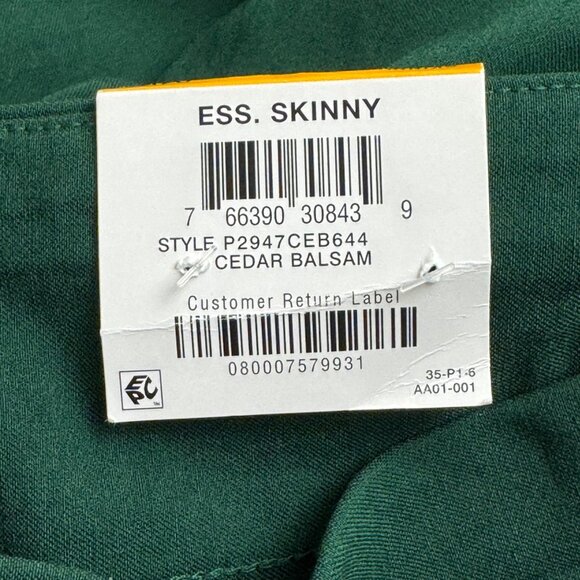 ESS. SKINNY
7 66390 30843 9
STYLE P2947CEB644
CEDAR BALSAM
Customer Return Label
080007579931
35-P1-6
AA01-001
EPC